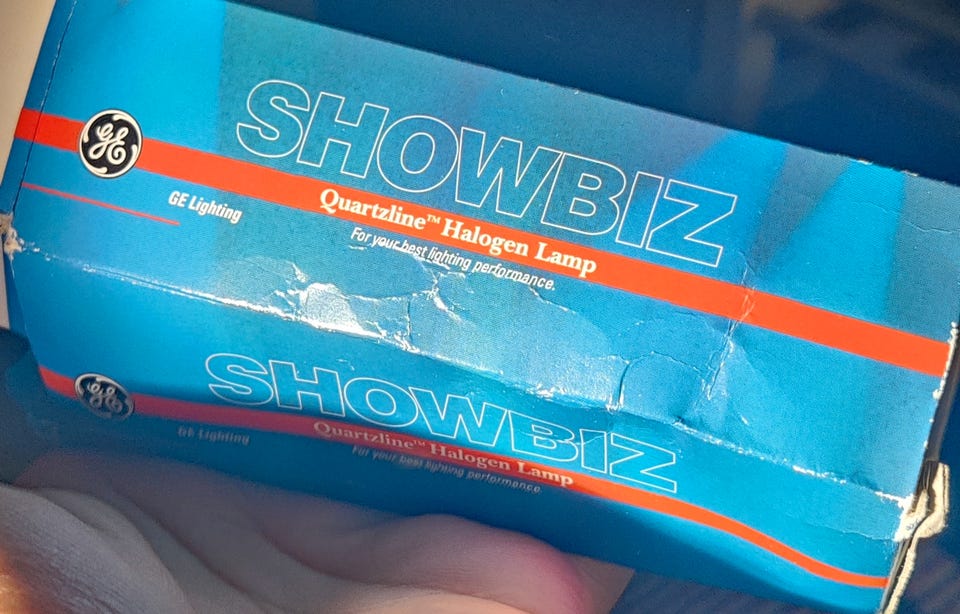 SHOWBIZ
GE
GE Lighting
Quartzline™ Halogen Lamp
For your best lighting performance.
SHOWBIZ
GE
GE Lighting
Quartzline™ Halogen Lamp
For your best lighting performance.